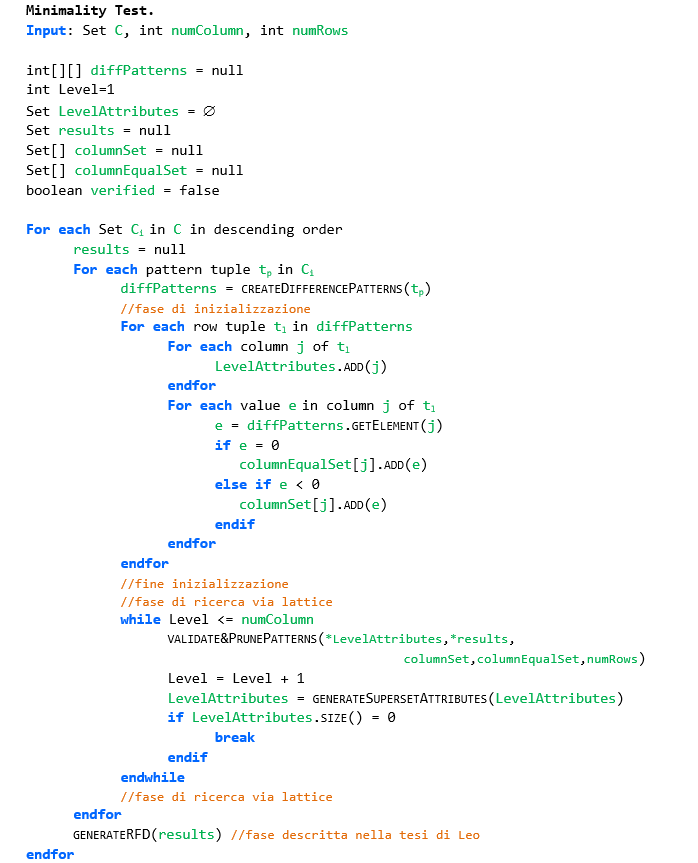 Minimality Test.
Input: Set C, int numColumn, int numRows
int[][] diffPatterns = null
int Level=1
Set LevelAttributes = ∅
Set results = null
Set[] columnSet = null
Set[] columnEqualSet = null
boolean verified = false
For each Set Ci in C in descending order
results = null
For each pattern tuple tp in Ci
diffPatterns = CREATEDIFFERENCEPATTERNS(tp)
//fase di inizializzazione
For each row tuple t1 in diffPatterns
For each column j of t1
LevelAttributes.ADD(j)
endfor
For each value e in column j of t1
e = diffPatterns.GETELEMENT(j)
if e = 0
columnEqualSet[j].ADD(e)
else if e < 0
columnSet[j].ADD(e)
endif
endfor
endfor
//fine inizializzazione
//fase di ricerca via lattice
while Level <= numColumn
VALIDATE&PRUNEPATTERNS(*LevelAttributes,*results,
columnSet,columnEqualSet,numRows)
Level = Level + 1
LevelAttributes = GENERATESUPERSETATTRIBUTES(LevelAttributes)
if LevelAttributes.SIZE() = 0
break
endif
endwhile
//fase di ricerca via lattice
endfor
GENERATERFD(results) //fase descritta nella tesi di Leo
endfor